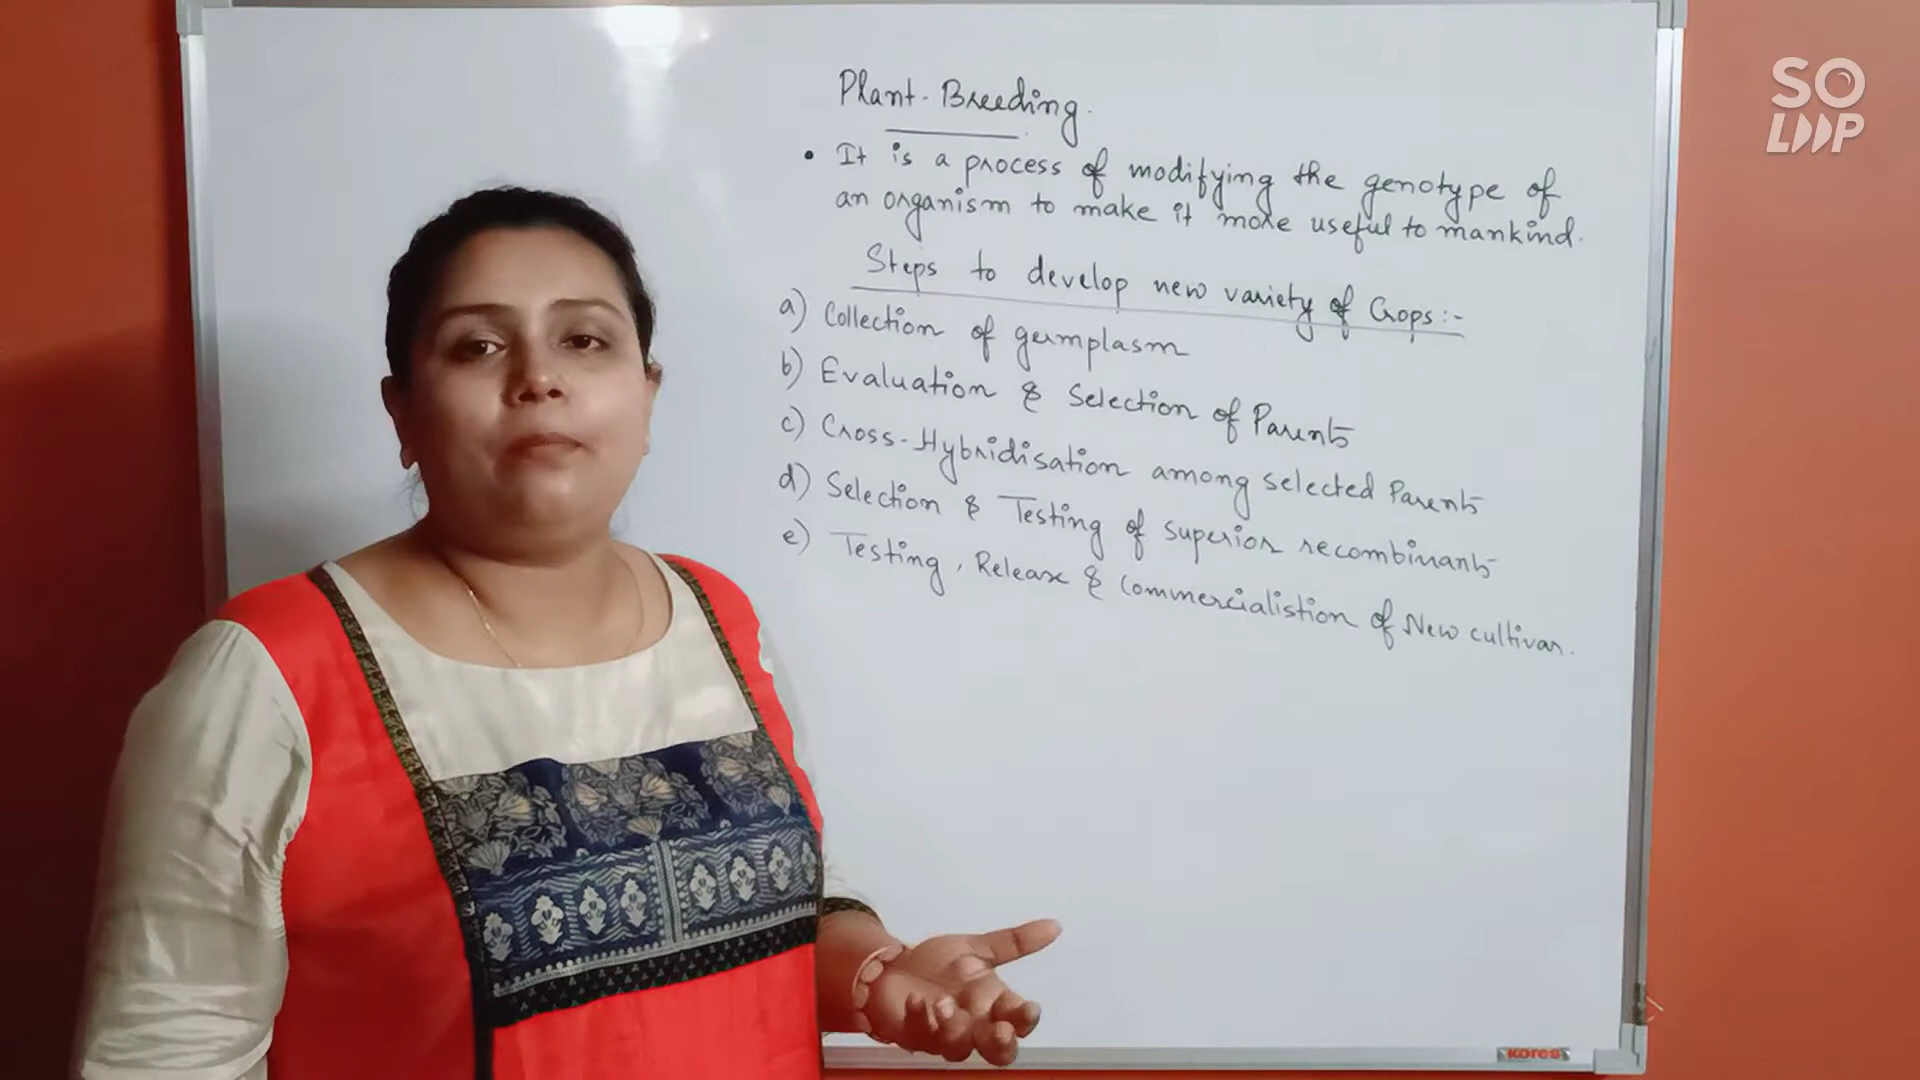 Plant-Breeding.
• It is a process of modifying the genotype of
an organism to make it more useful to mankind.
Steps to develop new variety of Crops:-
a) Collection of germplasm
b) Evaluation & Selection of Parents
c) Cross-Hybridisation among selected Parents
d) Selection & Testing of superior recombinants
e) Testing, Release & Commercialistion of New cultivar.
SO
LOOP
KORES